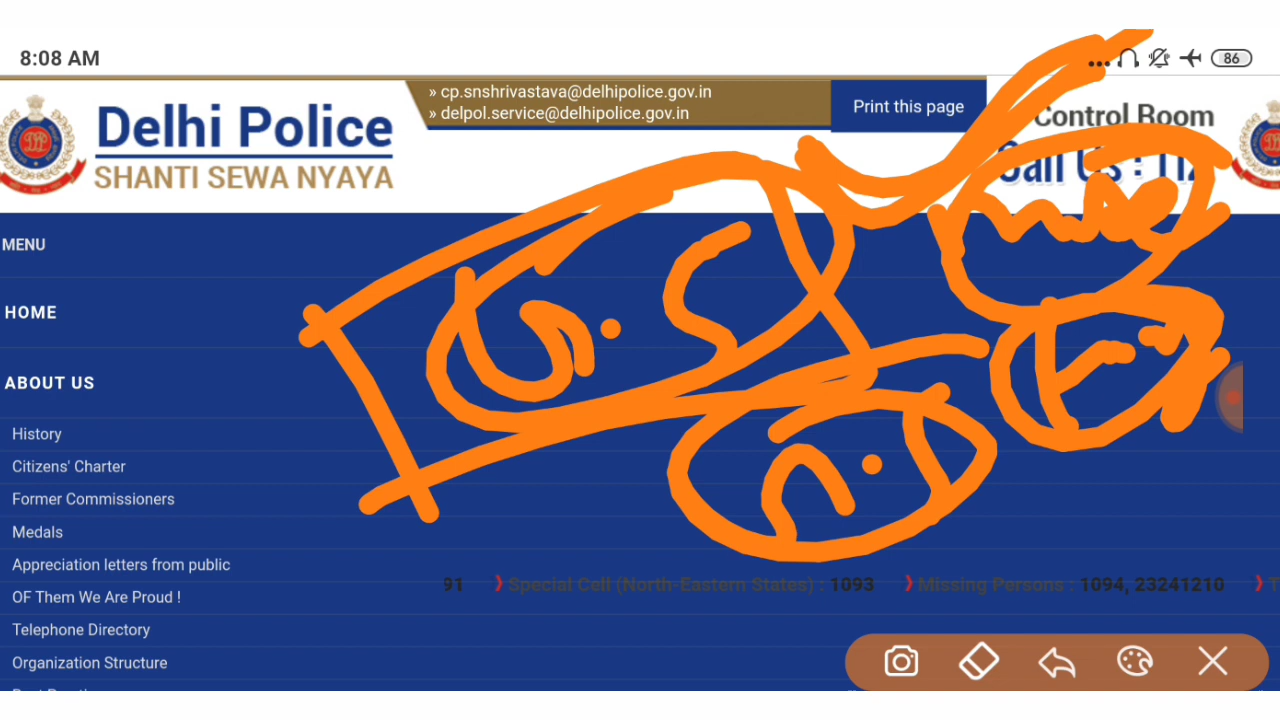 8:08 AM
86
» cp.snshrivastava@delhipolice.gov.in
» delpol.service@delhipolice.gov.in
Print this page
Control Room
Call Us : 112
Delhi Police
SHANTI SEWA NYAYA
MENU
HOME
ABOUT US
History
Citizens' Charter
Former Commissioners
Medals
Appreciation letters from public
OF Them We Are Proud !
Telephone Directory
Organization Structure
91 Special Cell (North-Eastern States) : 1093 Missing Persons : 1094, 23241210